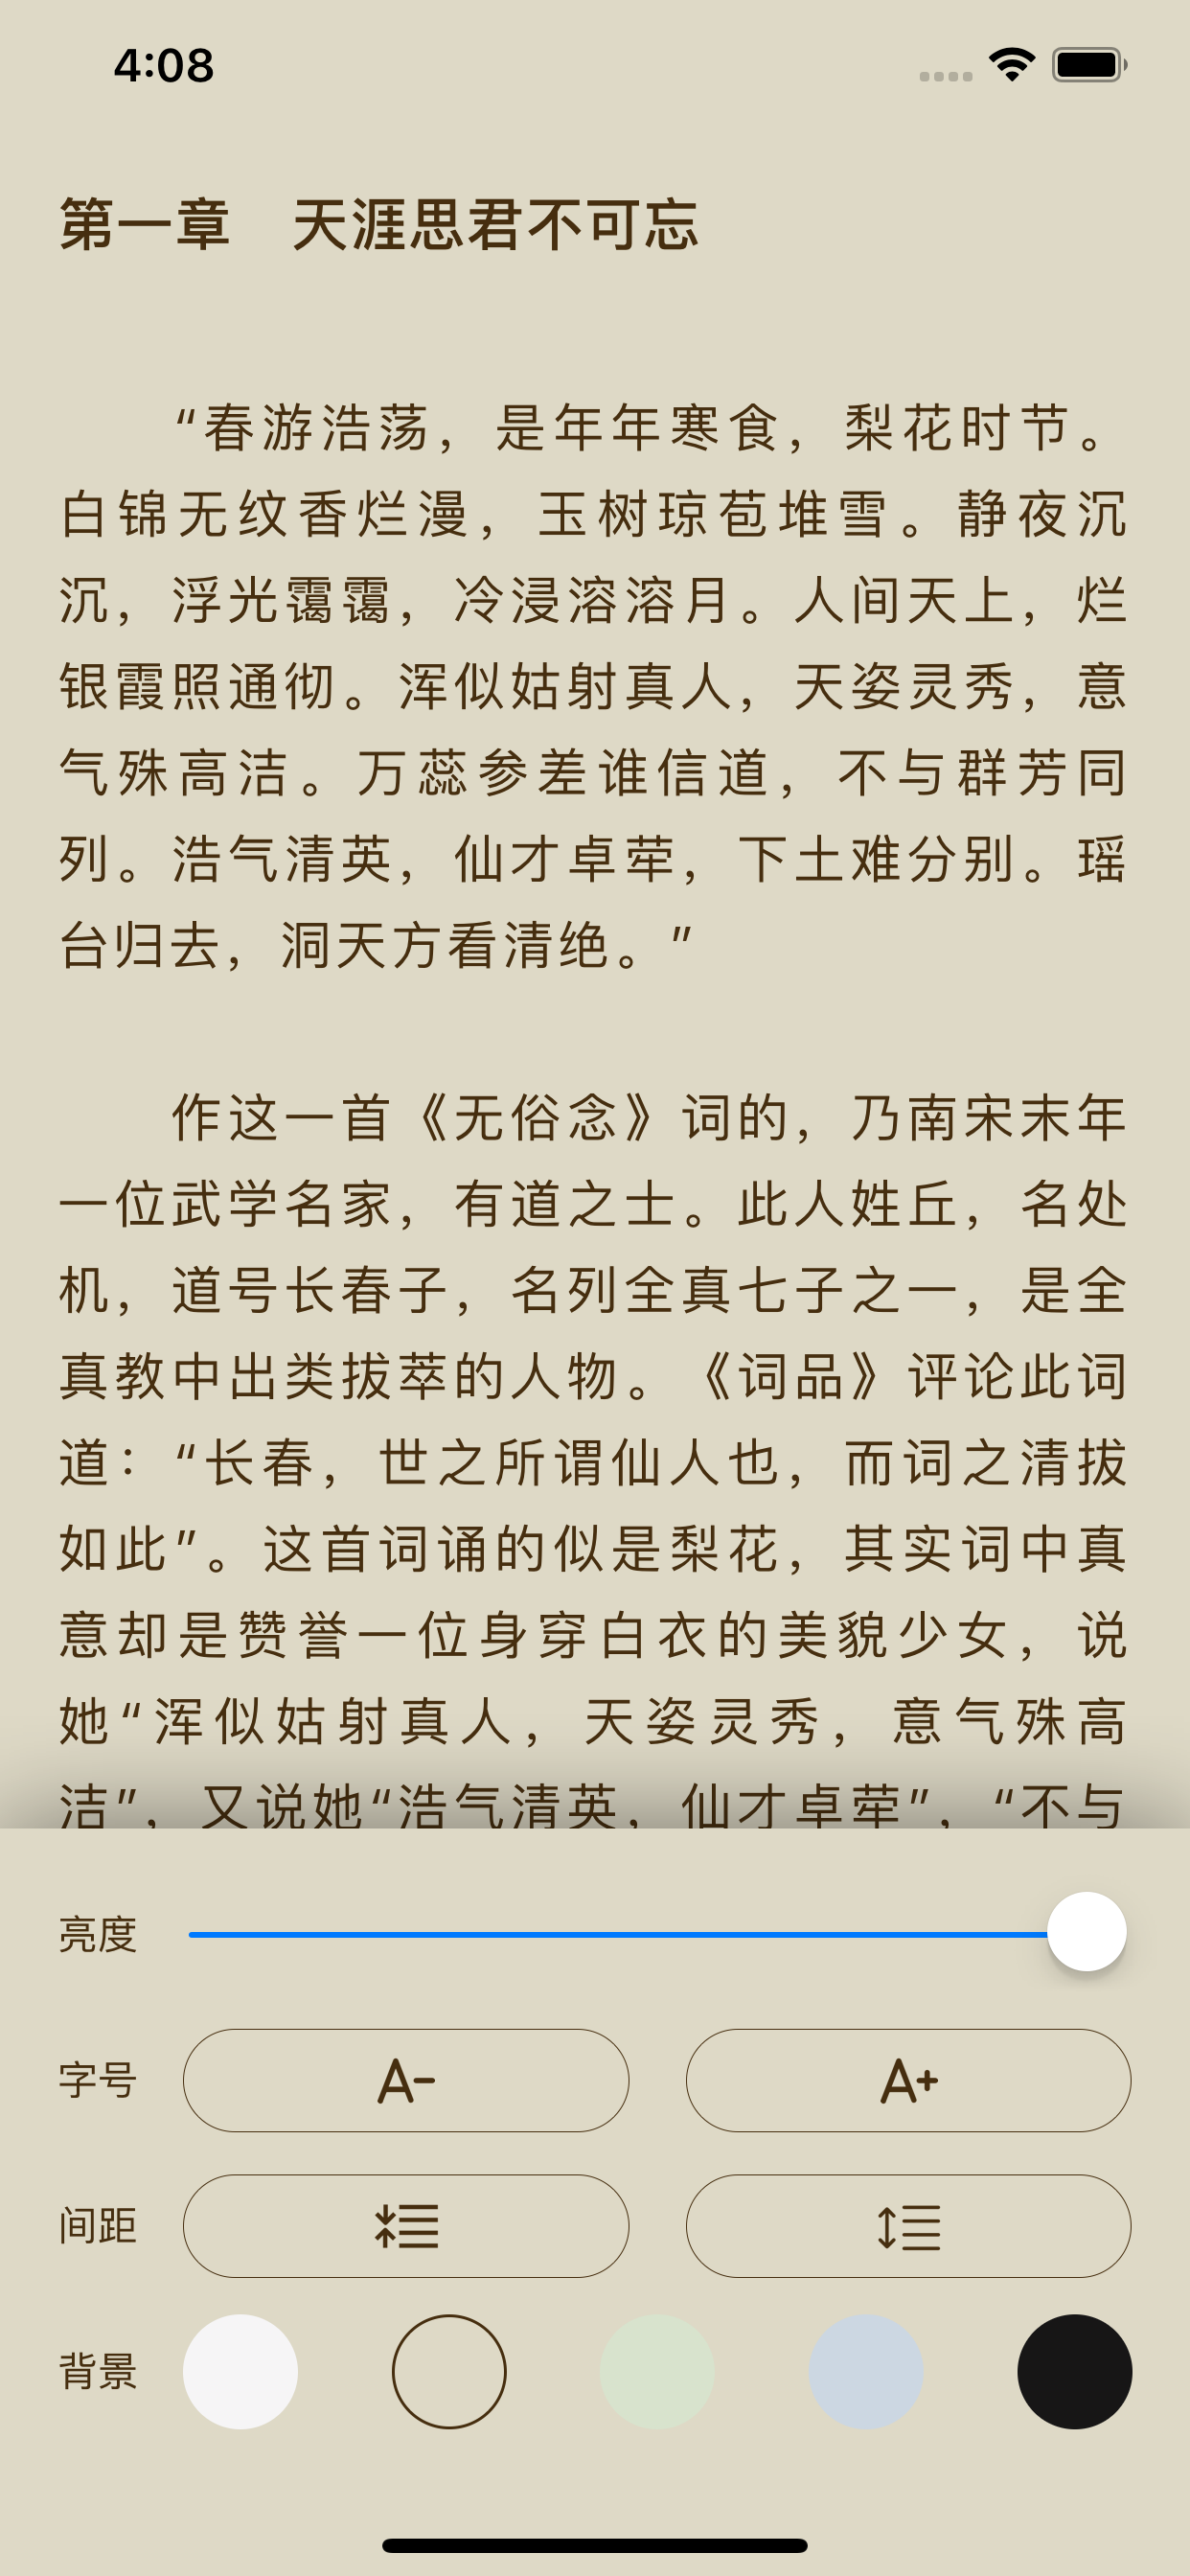 4:08
第一章　天涯思君不可忘
“春游浩荡，是年年寒食，梨花时节。
白锦无纹香烂漫，玉树琼苞堆雪。静夜沉
沉，浮光霭霭，冷浸溶溶月。人间天上，烂
银霞照通彻。浑似姑射真人，天姿灵秀，意
气殊高洁。万蕊参差谁信道，不与群芳同
列。浩气清英，仙才卓荦，下土难分别。瑶
台归去，洞天方看清绝。”
作这一首《无俗念》词的，乃南宋末年
一位武学名家，有道之士。此人姓丘，名处
机，道号长春子，名列全真七子之一，是全
真教中出类拔萃的人物。《词品》评论此词
道：“长春，世之所谓仙人也，而词之清拔
如此”。这首词诵的似是梨花，其实词中真
意却是赞誉一位身穿白衣的美貌少女，说
她“浑似姑射真人，天姿灵秀，意气殊高
洁”，又说她“浩气清英，仙才卓荦”，“不与
亮度
字号 A- A+
间距
背景